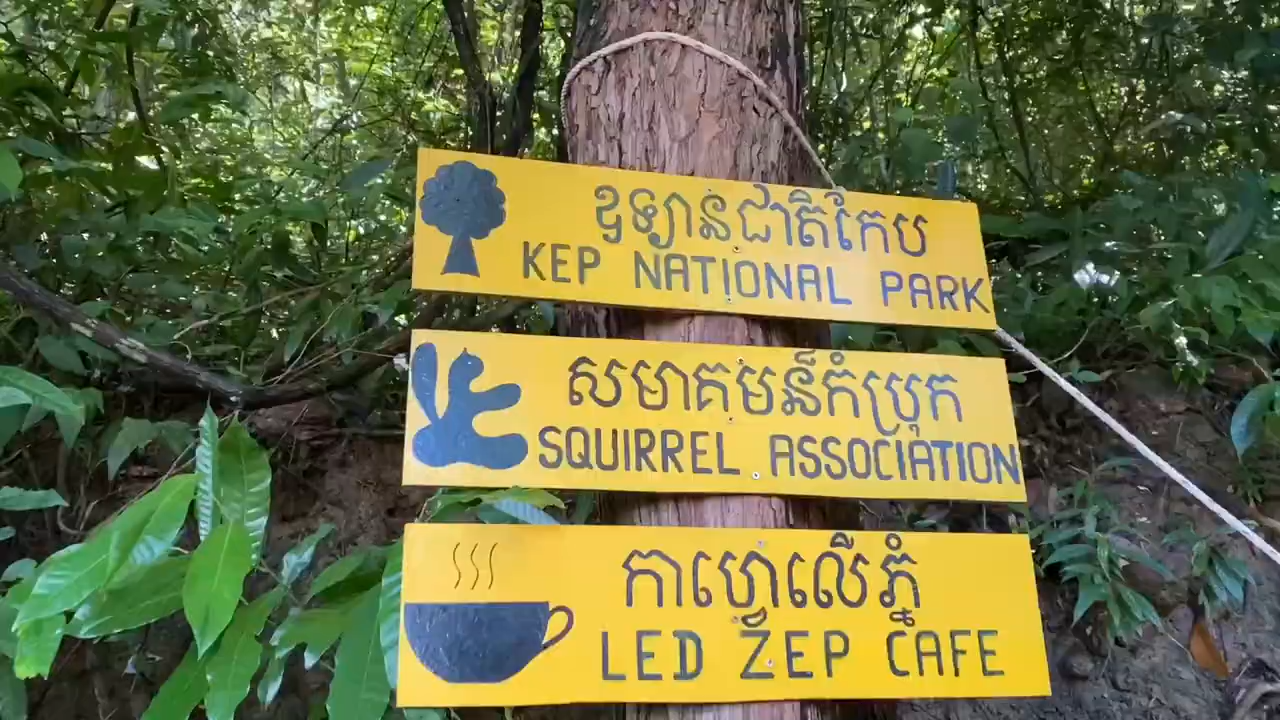 ឧទ្យានជាតិកែប
KEP NATIONAL PARK
សមាគមន៍កំប្រុក
SQUIRREL ASSOCIATION
កាហ្វេលើភ្នំ
LED ZEP CAFE